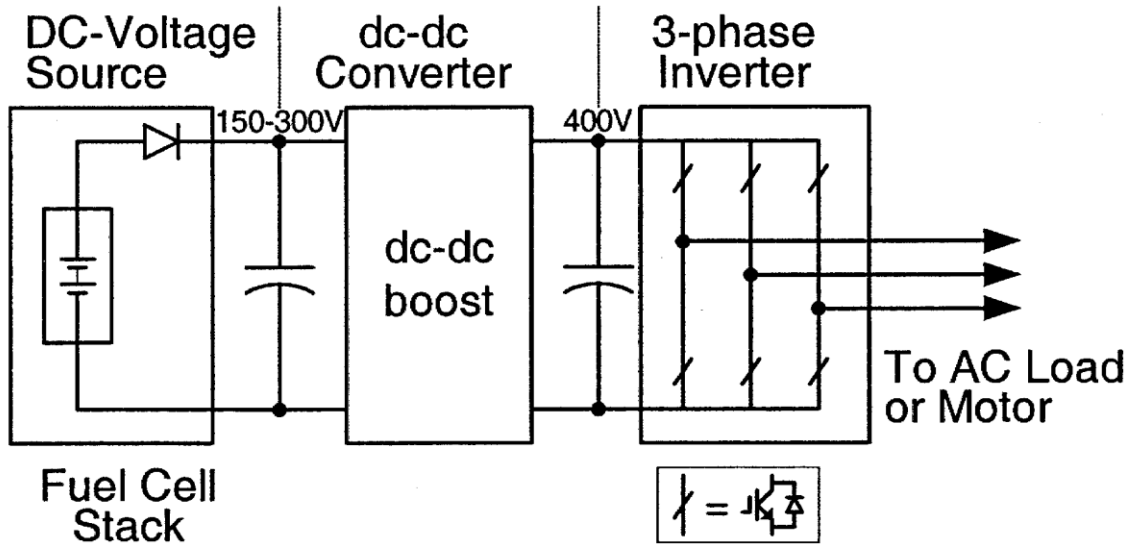 DC-Voltage
Source
dc-dc
Converter
3-phase
Inverter
150-300V
400V
dc-dc
boost
To AC Load
or Motor
Fuel Cell
Stack
=